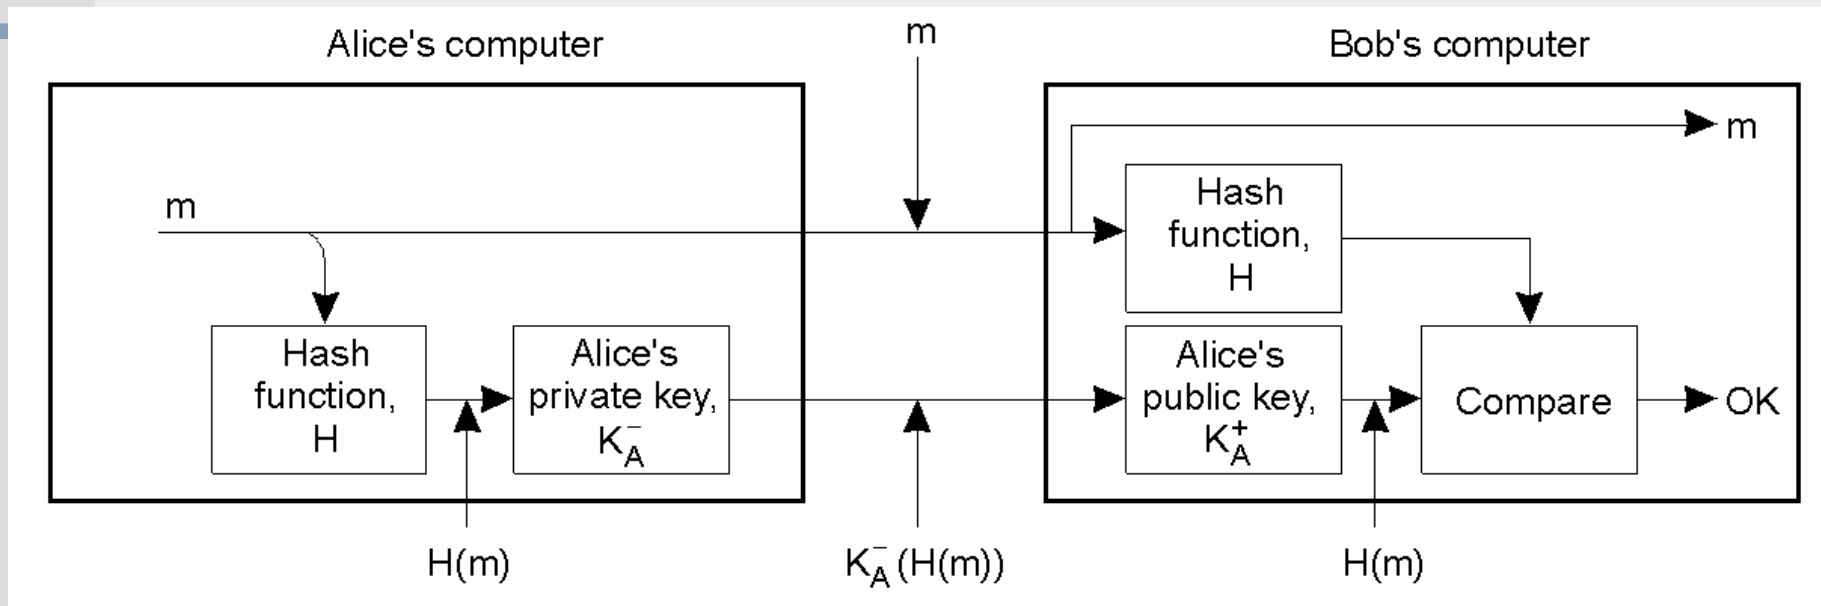 Alice's computer
m
Bob's computer
m
m
Hash
function,
H
Hash
function,
H
Alice's
private key,
K_A^-
Alice's
public key,
K_A^+
Compare
OK
H(m)
K_A^-(H(m))
H(m)